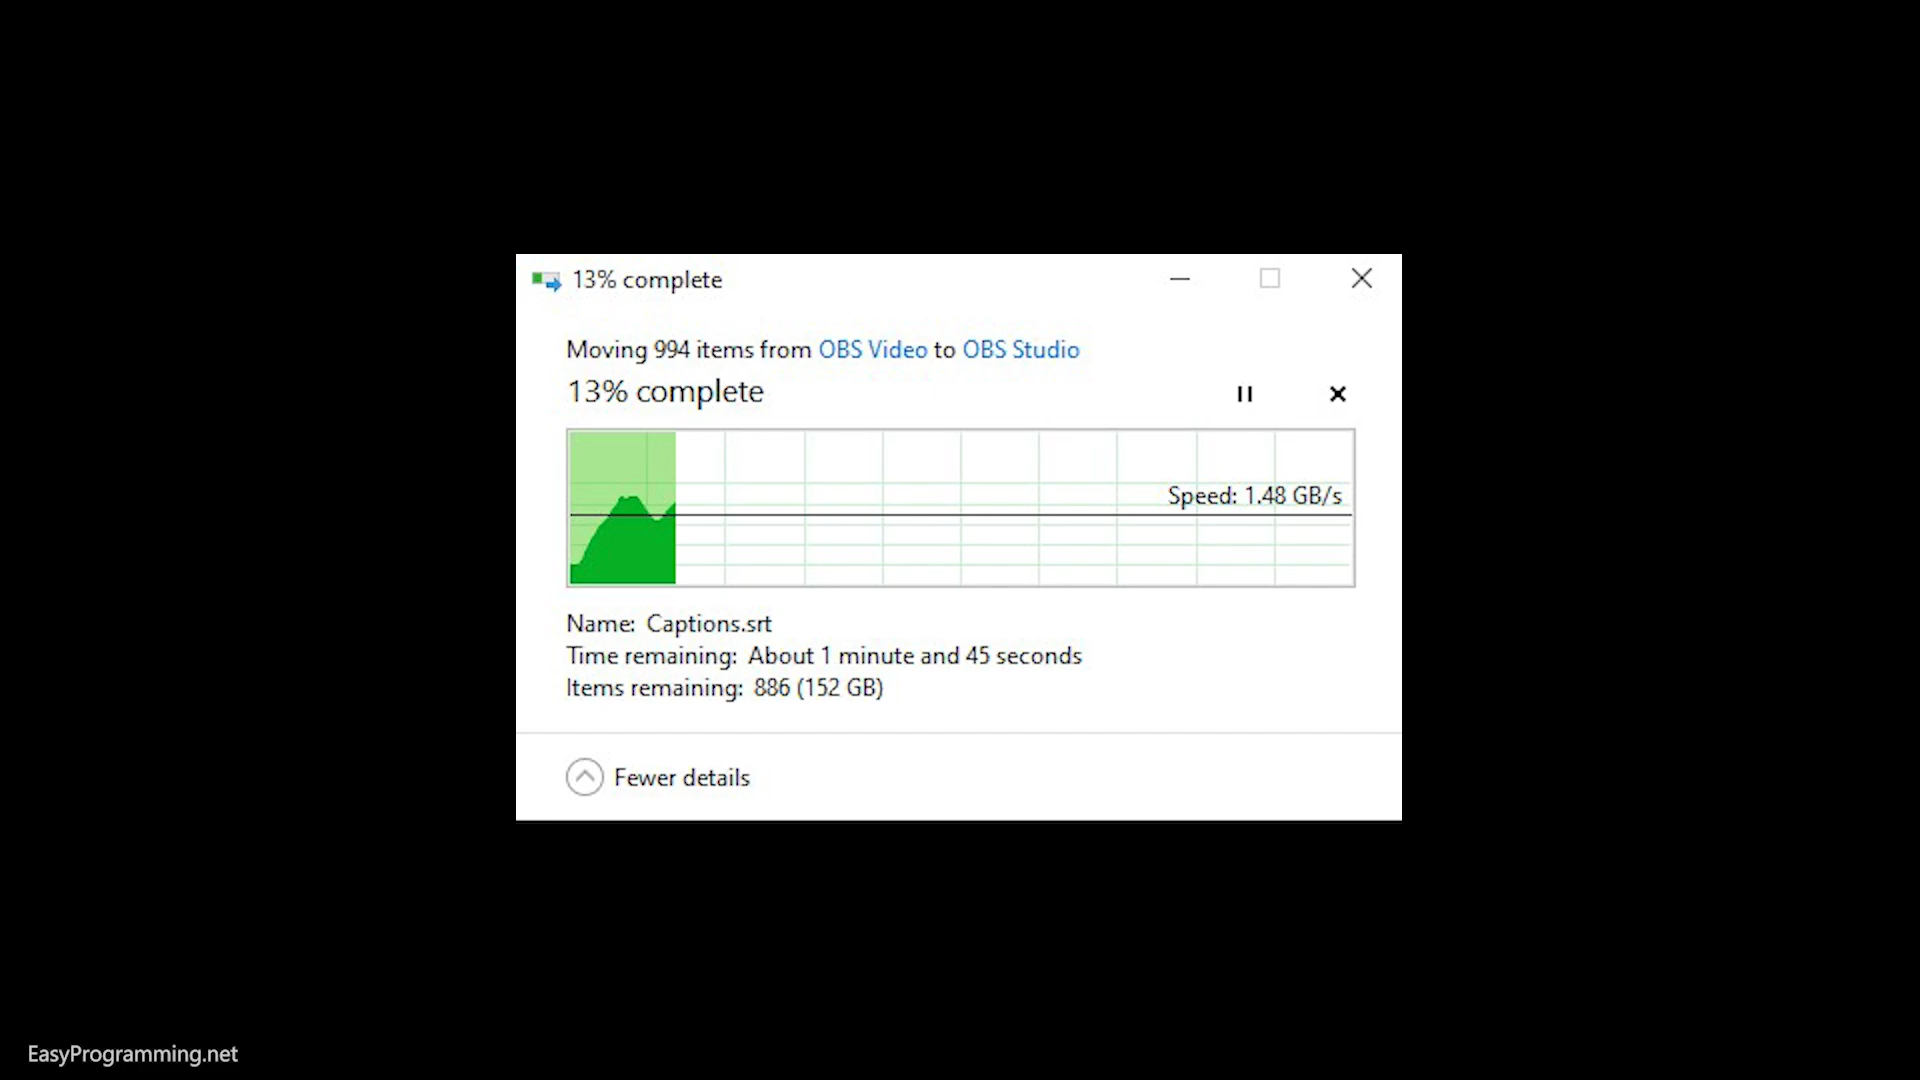 13% complete
Moving 994 items from OBS Video to OBS Studio
13% complete
Speed: 1.48 GB/s
Name: Captions.srt
Time remaining: About 1 minute and 45 seconds
Items remaining: 886 (152 GB)
Fewer details
EasyProgramming.net